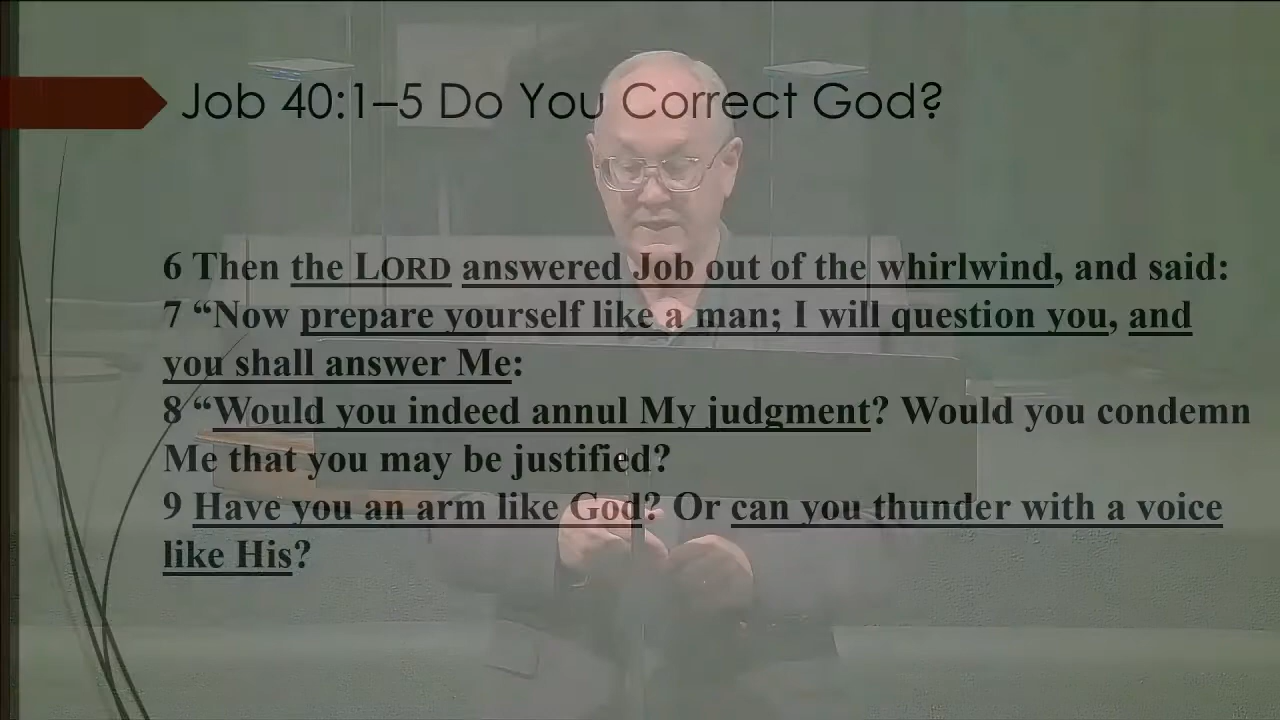 Job 40:1–5 Do You Correct God?
6 Then the LORD answered Job out of the whirlwind, and said:
7 “Now prepare yourself like a man; I will question you, and
you shall answer Me:
8 “Would you indeed annul My judgment? Would you condemn
Me that you may be justified?
9 Have you an arm like God? Or can you thunder with a voice
like His?